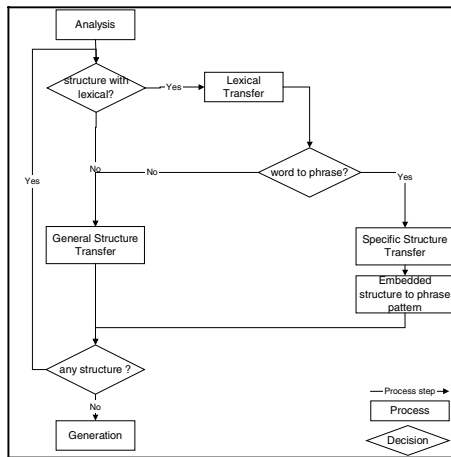 Analysis
structure with
lexical?
Yes
Lexical
Transfer
No
No
word to phrase?
Yes
Yes
General Structure
Transfer
Specific Structure
Transfer
Embedded
structure to phrase
pattern
any structure ?
No
Generation
Process step
Process
Decision